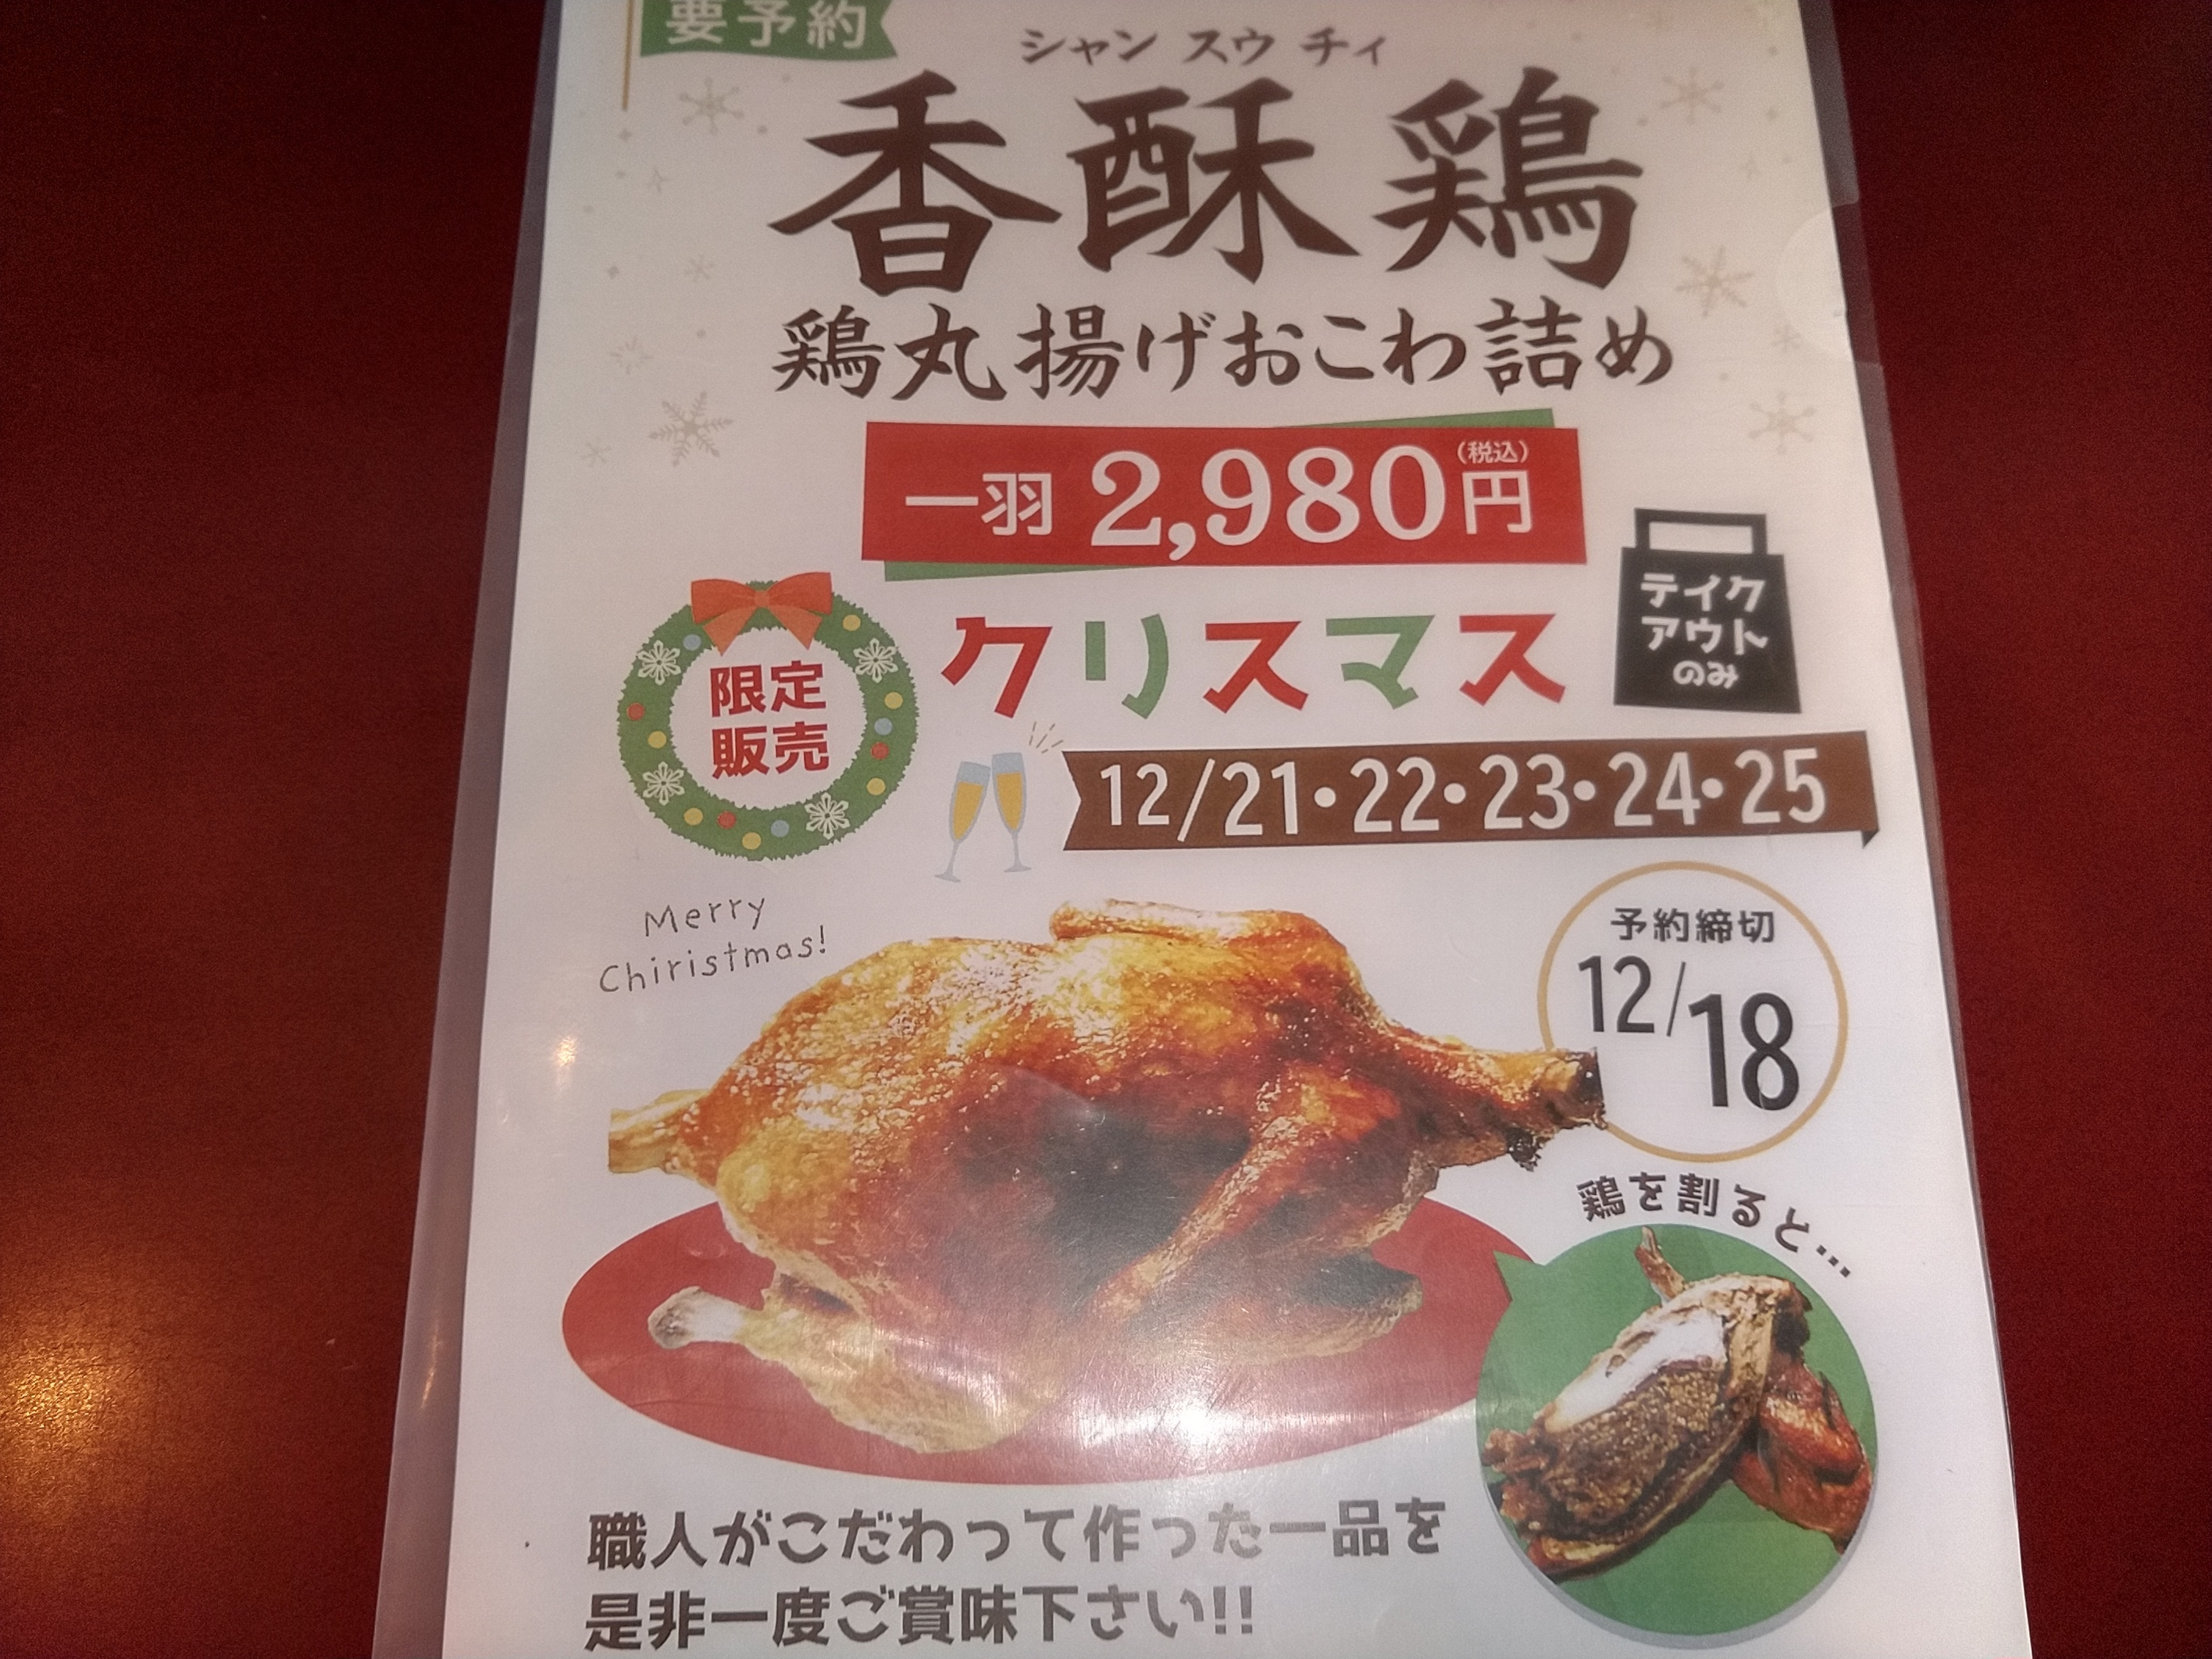 要予約
シャン スウ チィ
香酥鶏
鶏丸揚げおこわ詰め
一羽 2,980円(税込)
限定
販売
クリスマス
テイク
アウト
のみ
12/21・22・23・24・25
Merry
Chiristmas!
予約締切
12/18
鶏を割ると…
職人がこだわって作った一品を
是非一度ご賞味下さい!!